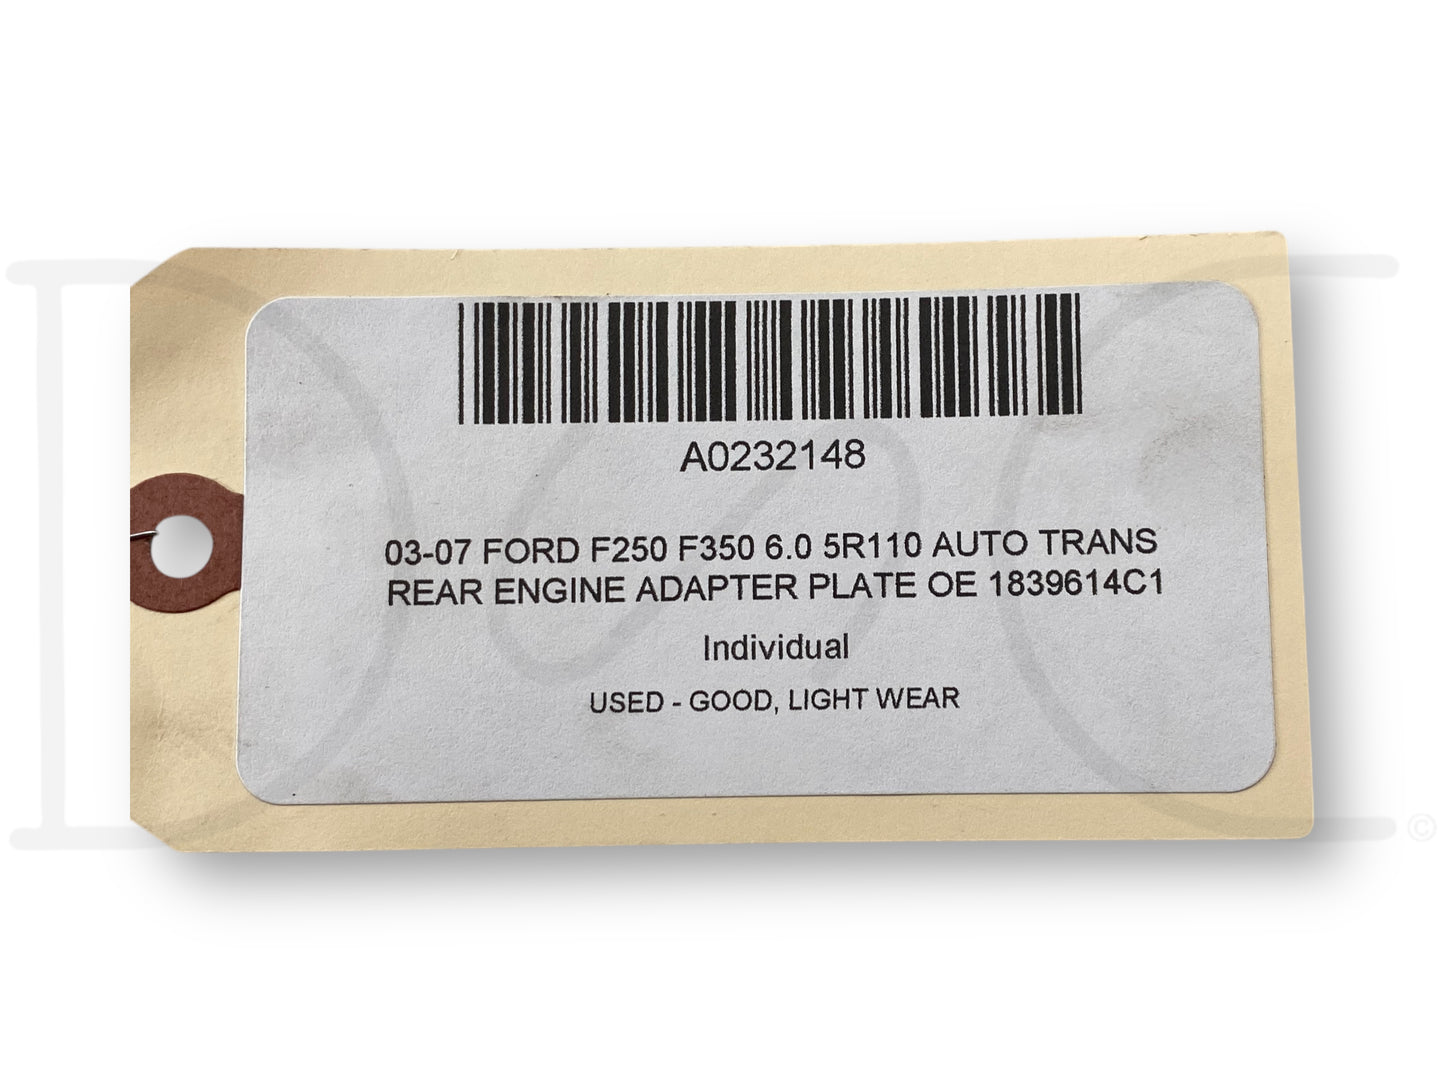 A0232148
03-07 FORD F250 F350 6.0 5R110 AUTO TRANS
REAR ENGINE ADAPTER PLATE OE 1839614C1
Individual
USED - GOOD, LIGHT WEAR
©